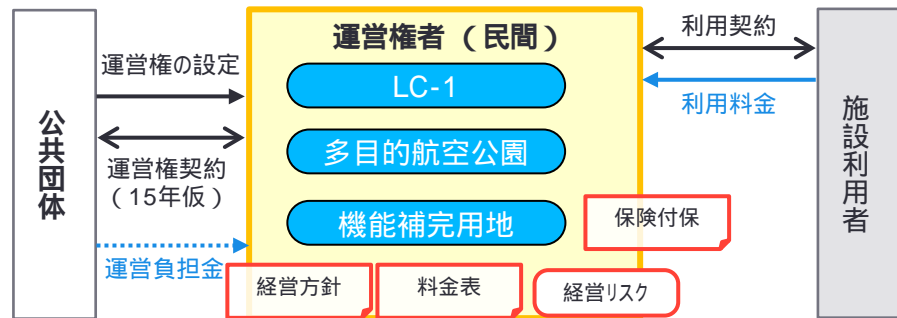 公共団体
運営権の設定
運営権契約
（15年仮）
運営負担金
運営権者 （民間）
LC-1
多目的航空公園
機能補完用地
保険付保
経営方針
料金表
経営リスク
利用契約
利用料金
施設利用者